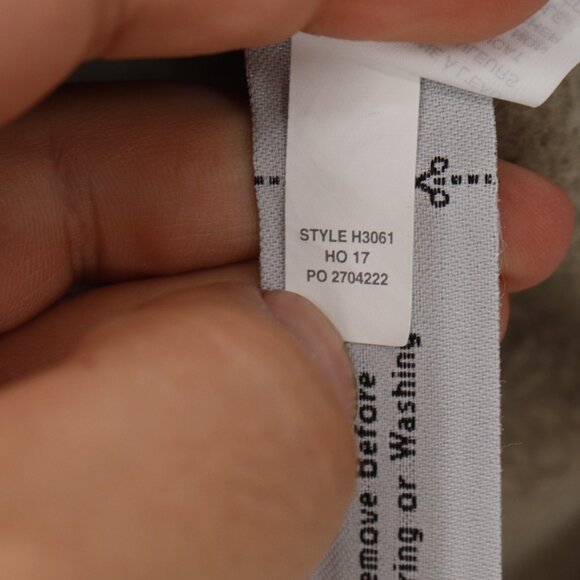 STYLE H3061
HO 17
PO 2704222
emove Before
ring or Washing